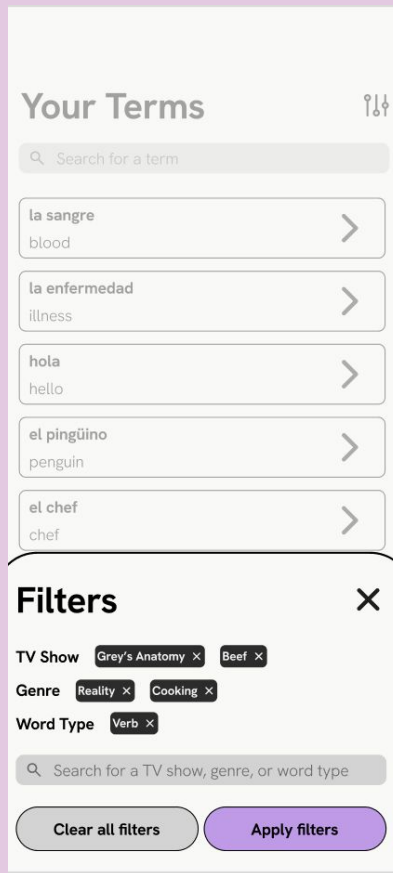 Your Terms
Search for a term
la sangre
blood
la enfermedad
illness
hola
hello
el pingüino
penguin
el chef
chef
Filters
TV Show Grey's Anatomy × Beef ×
Genre Reality × Cooking ×
Word Type Verb ×
Search for a TV show, genre, or word type
Clear all filters Apply filters